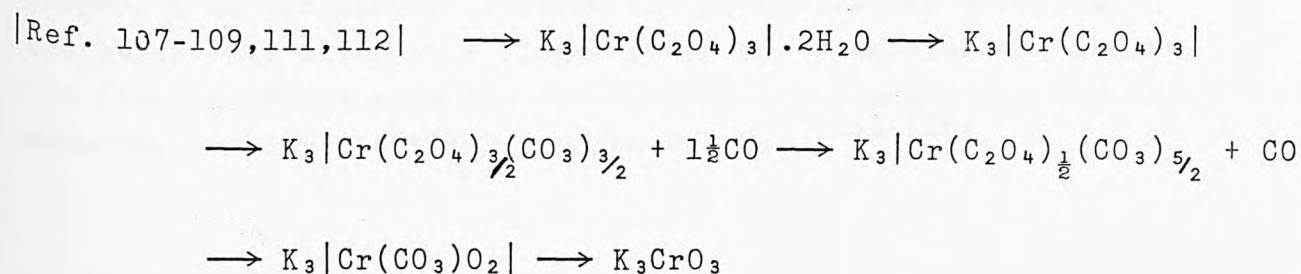 |Ref. 107-109,111,112| ⟶ K₃|Cr(C₂O₄)₃|.2H₂O ⟶ K₃|Cr(C₂O₄)₃|
⟶ K₃|Cr(C₂O₄)₃/₂(CO₃)₃/₂ + 1½CO ⟶ K₃|Cr(C₂O₄)½(CO₃)₅/₂ + CO
⟶ K₃|Cr(CO₃)O₂| ⟶ K₃CrO₃